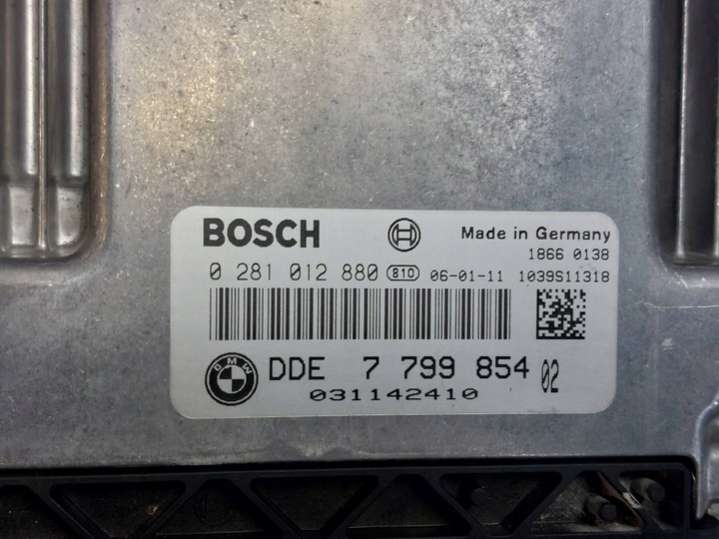 BOSCH Made in Germany
1866 0138
0 281 012 880 810 06-01-11 1039S11318
BMW DDE 7 799 854 02
031142410